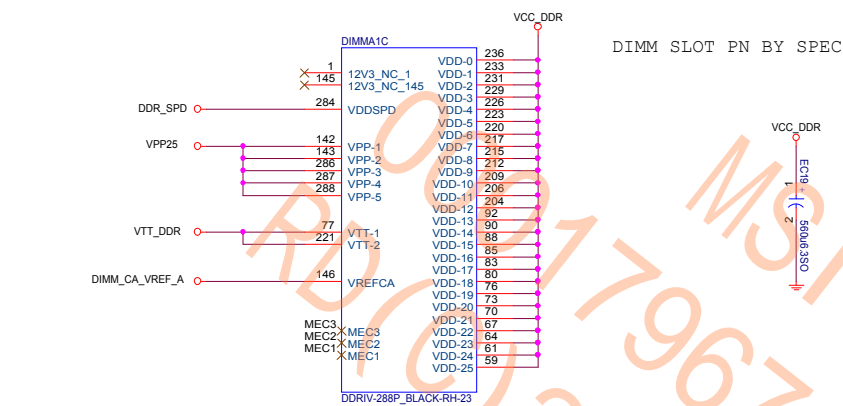 VCC_DDR
DIMM SLOT PN BY SPEC
DIMMA1C
1 12V3_NC_1
145 12V3_NC_145
DDR_SPD 284 VDDSPD
VPP25 142 VPP-1
143 VPP-2
286 VPP-3
287 VPP-4
288 VPP-5
VTT_DDR 77 VTT-1
221 VTT-2
DIMM_CA_VREF_A 146 VREFCA
MEC3 MEC3
MEC2 MEC2
MEC1 MEC1
VDD-0 236
VDD-1 233
VDD-2 231
VDD-3 229
VDD-4 226
VDD-5 223
VDD-6 220
VDD-7 217
VDD-8 215
VDD-9 212
VDD-10 209
VDD-11 206
VDD-12 204
VDD-13 92
VDD-14 90
VDD-15 88
VDD-16 85
VDD-17 83
VDD-18 80
VDD-19 76
VDD-20 73
VDD-21 70
VDD-22 67
VDD-23 64
VDD-24 61
VDD-25 59
DDRIV-288P_BLACK-RH-23
VCC_DDR
EC19
+
1
2
560u6.3SO
MSI
RD(C)